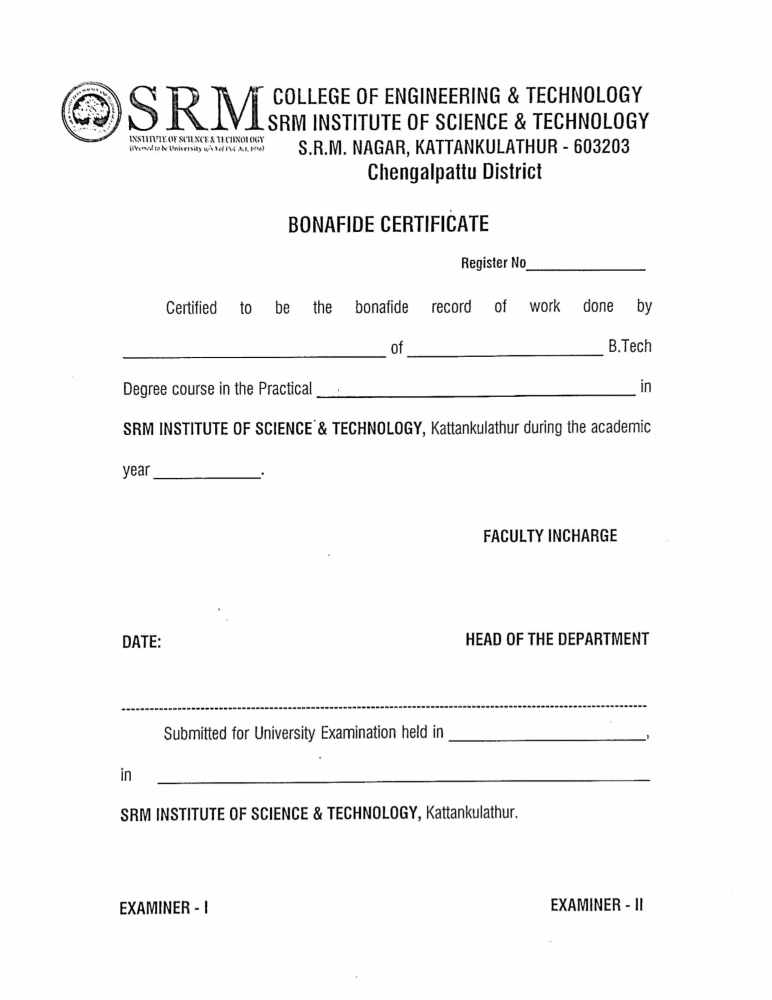 SRM COLLEGE OF ENGINEERING & TECHNOLOGY
SRM INSTITUTE OF SCIENCE & TECHNOLOGY
INSTITUTE OF SCIENCE & TECHNOLOGY
(Deemed to be University u/s 3 of UGC Act, 1956)
S.R.M. NAGAR, KATTANKULATHUR - 603203
Chengalpattu District
BONAFIDE CERTIFICATE
Register No
Certified to be the bonafide record of work done by
of B.Tech
Degree course in the Practical in
SRM INSTITUTE OF SCIENCE & TECHNOLOGY, Kattankulathur during the academic
year .
FACULTY INCHARGE
DATE: HEAD OF THE DEPARTMENT
Submitted for University Examination held in ,
in
SRM INSTITUTE OF SCIENCE & TECHNOLOGY, Kattankulathur.
EXAMINER - I EXAMINER - II